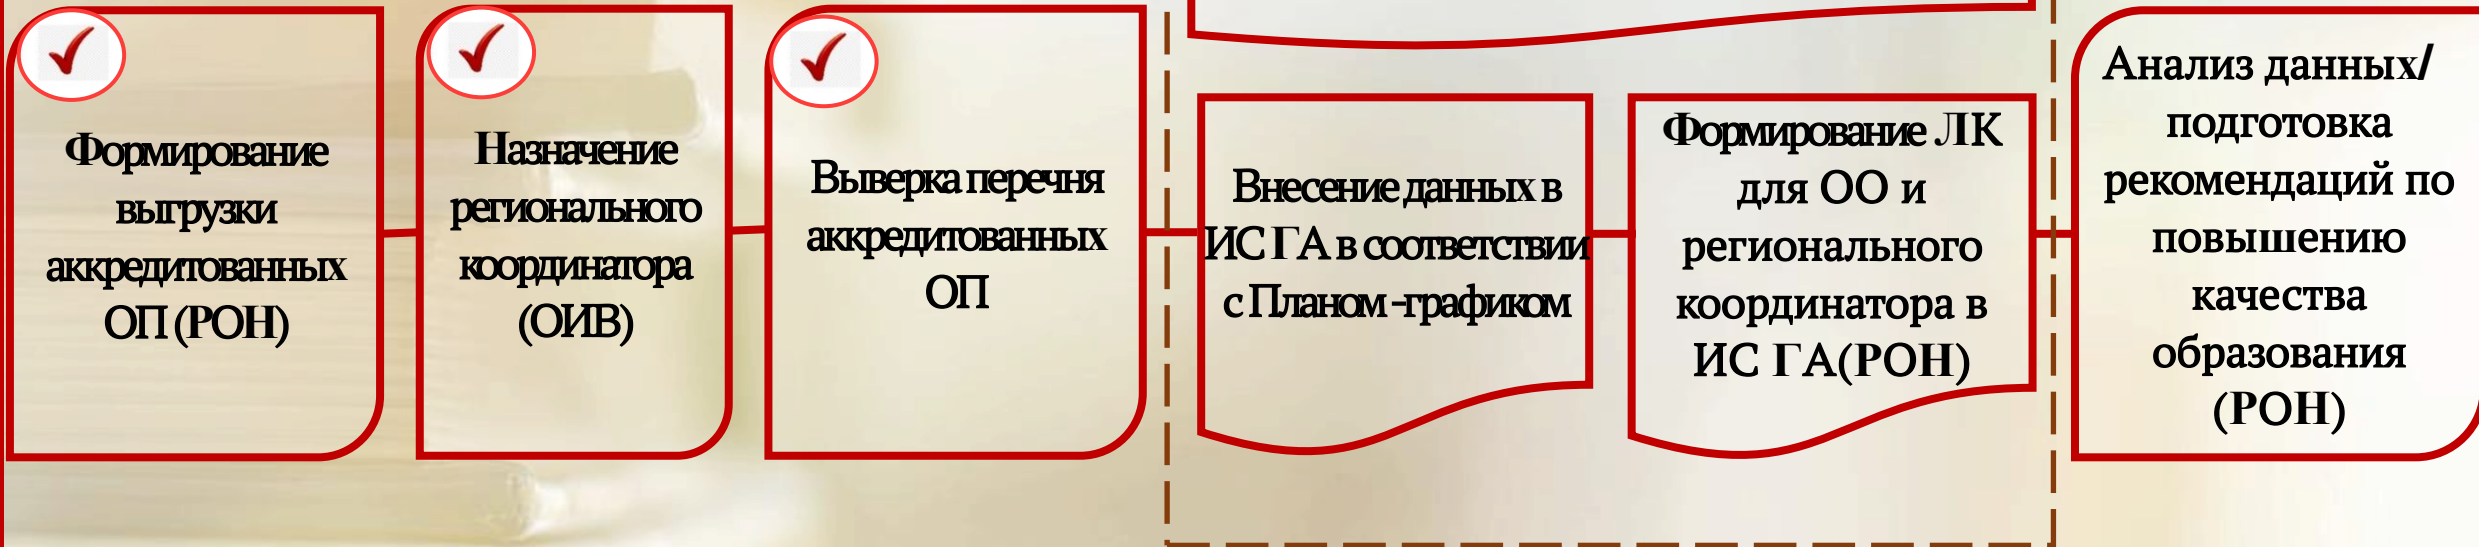 Формирование
выгрузки
аккредитованных
ОП (РОН)
Назначение
регионального
координатора
(ОИВ)
Выверка перечня
аккредитованных
ОП
Внесение данных в
ИС ГА в соответствии
с Планом -графиком
Формирование ЛК
для ОО и
регионального
координатора в
ИС ГА(РОН)
Анализ данных/
подготовка
рекомендаций по
повышению
качества
образования
(РОН)